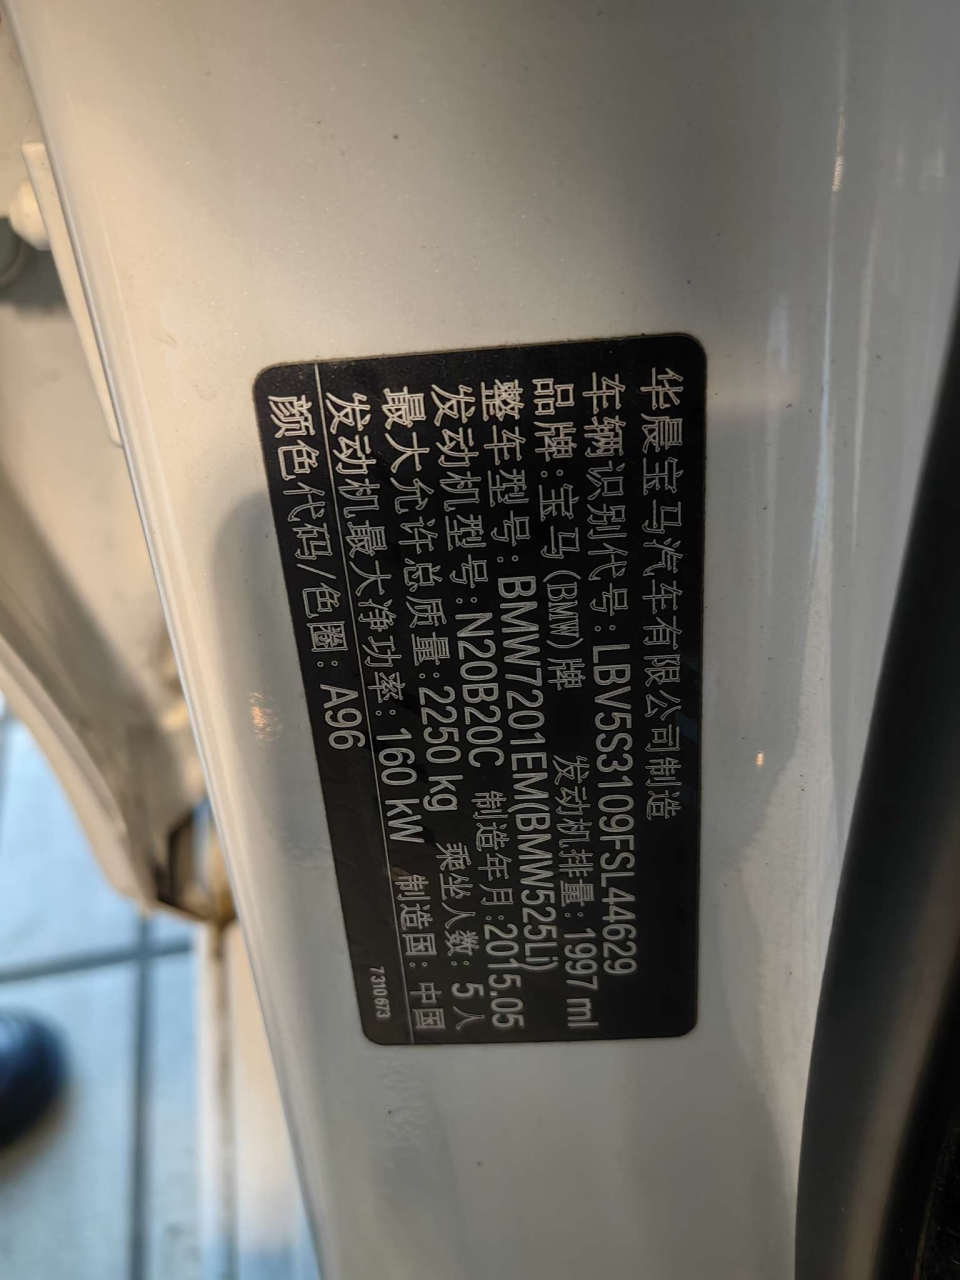 华晨宝马汽车有限公司制造
车辆识别代号:LBV5S3109FSL44629
品牌:宝马(BMW)牌 发动机排量:1997 ml
整车型号:BMW7201EM(BMW525Li)
发动机型号:N20B20C 制造年月:2015.05
最大允许总质量:2250 kg 乘坐人数:5人
发动机最大净功率:160 kW 制造国:中国
颜色代码/色圈:A96 7310673